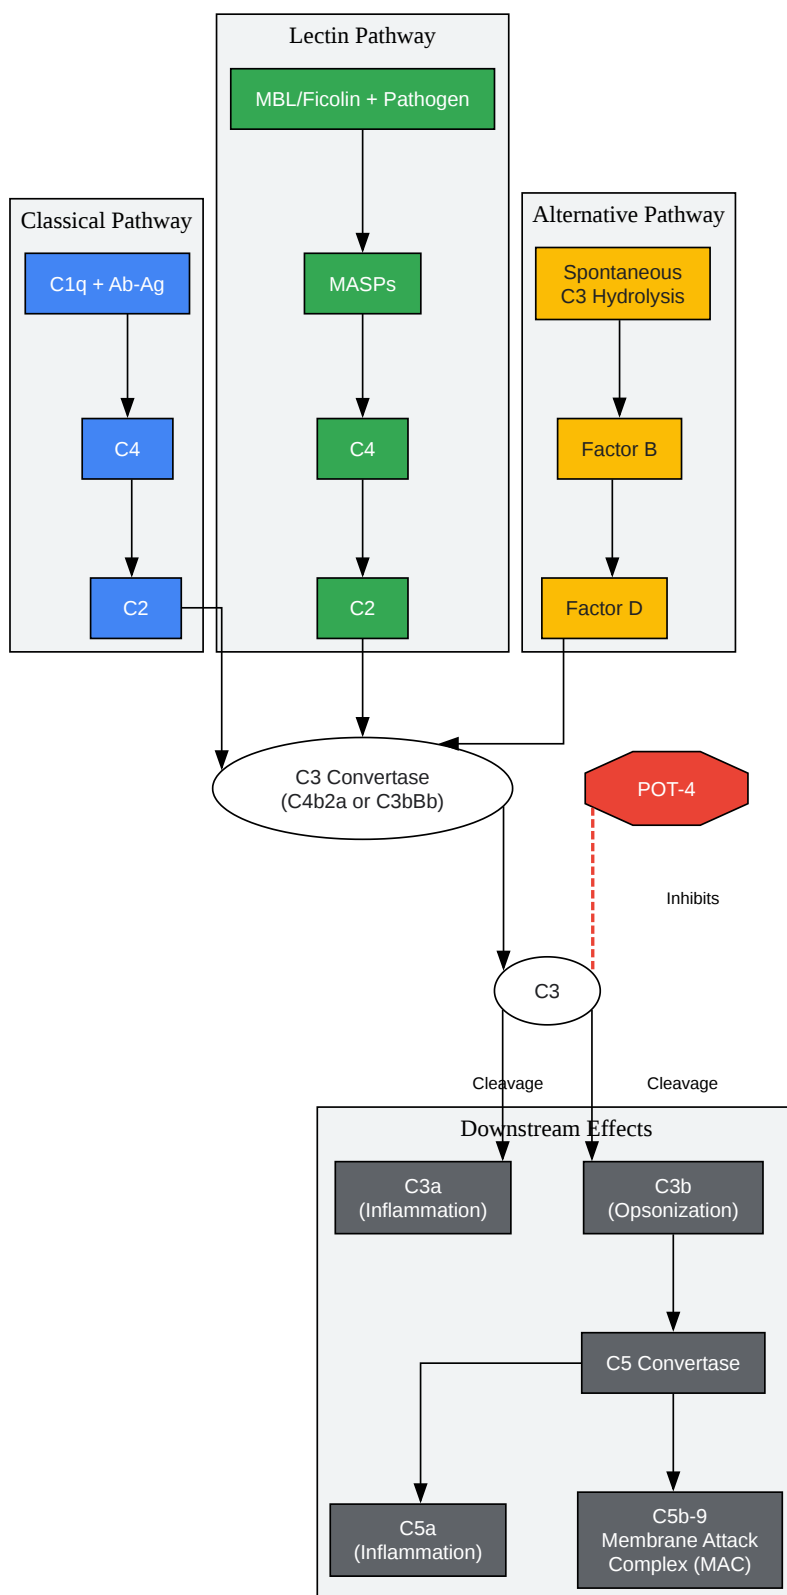 Lectin Pathway
MBL/Ficolin + Pathogen
Classical Pathway
Alternative Pathway
C1q + Ab-Ag
MASPs
Spontaneous
C3 Hydrolysis
C4
C4
Factor B
C2
C2
Factor D
C3 Convertase
(C4b2a or C3bBb)
POT-4
Inhibits
C3
Cleavage
Cleavage
Downstream Effects
C3a
(Inflammation)
C3b
(Opsonization)
C5 Convertase
C5a
(Inflammation)
C5b-9
Membrane Attack
Complex (MAC)